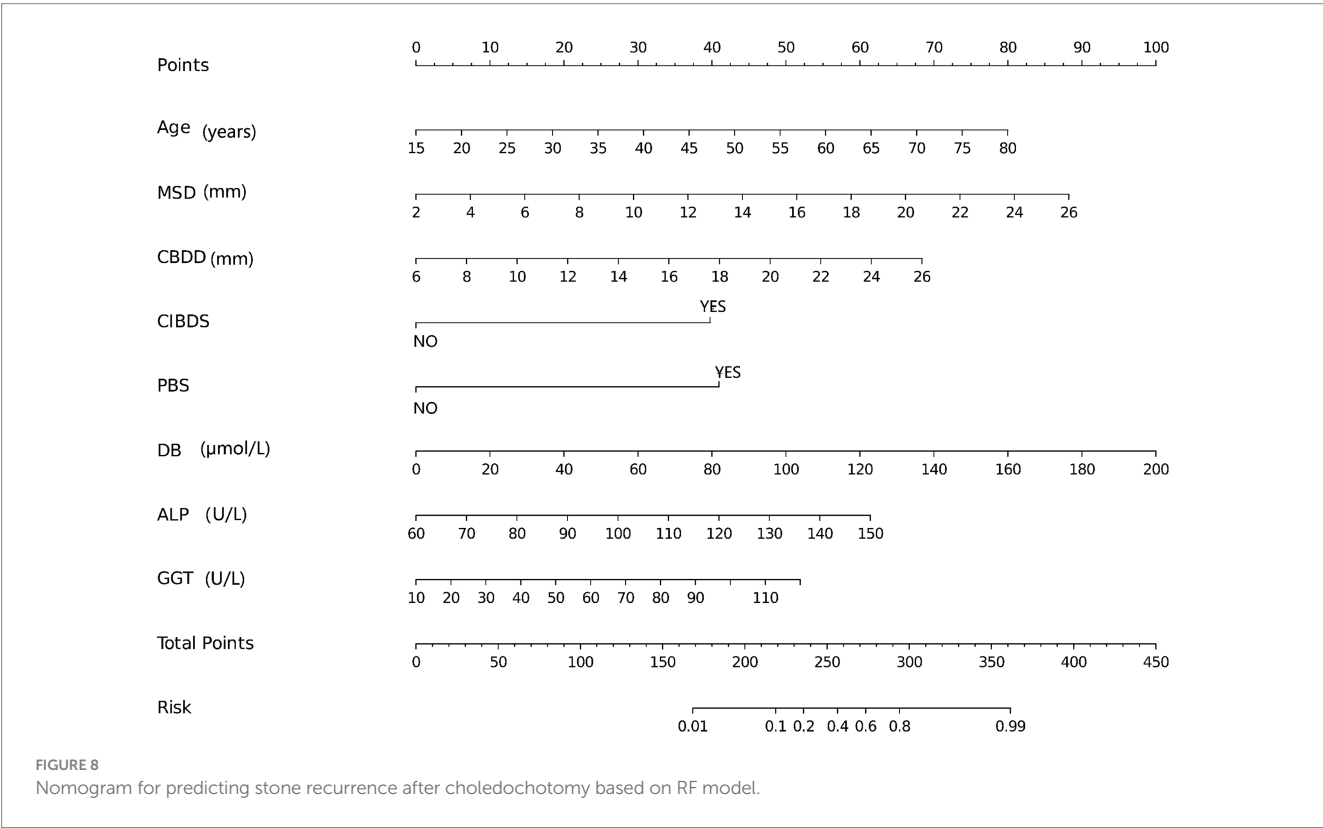 0 10 20 30 40 50 60 70 80 90 100
Points
Age (years)
15 20 25 30 35 40 45 50 55 60 65 70 75 80
MSD (mm)
2 4 6 8 10 12 14 16 18 20 22 24 26
CBDD (mm)
6 8 10 12 14 16 18 20 22 24 26
YES
CIBDS
NO
YES
PBS
NO
DB (μmol/L)
0 20 40 60 80 100 120 140 160 180 200
ALP (U/L)
60 70 80 90 100 110 120 130 140 150
GGT (U/L)
10 20 30 40 50 60 70 80 90 110
Total Points
0 50 100 150 200 250 300 350 400 450
Risk
0.01 0.1 0.2 0.4 0.6 0.8 0.99
FIGURE 8
Nomogram for predicting stone recurrence after choledochotomy based on RF model.